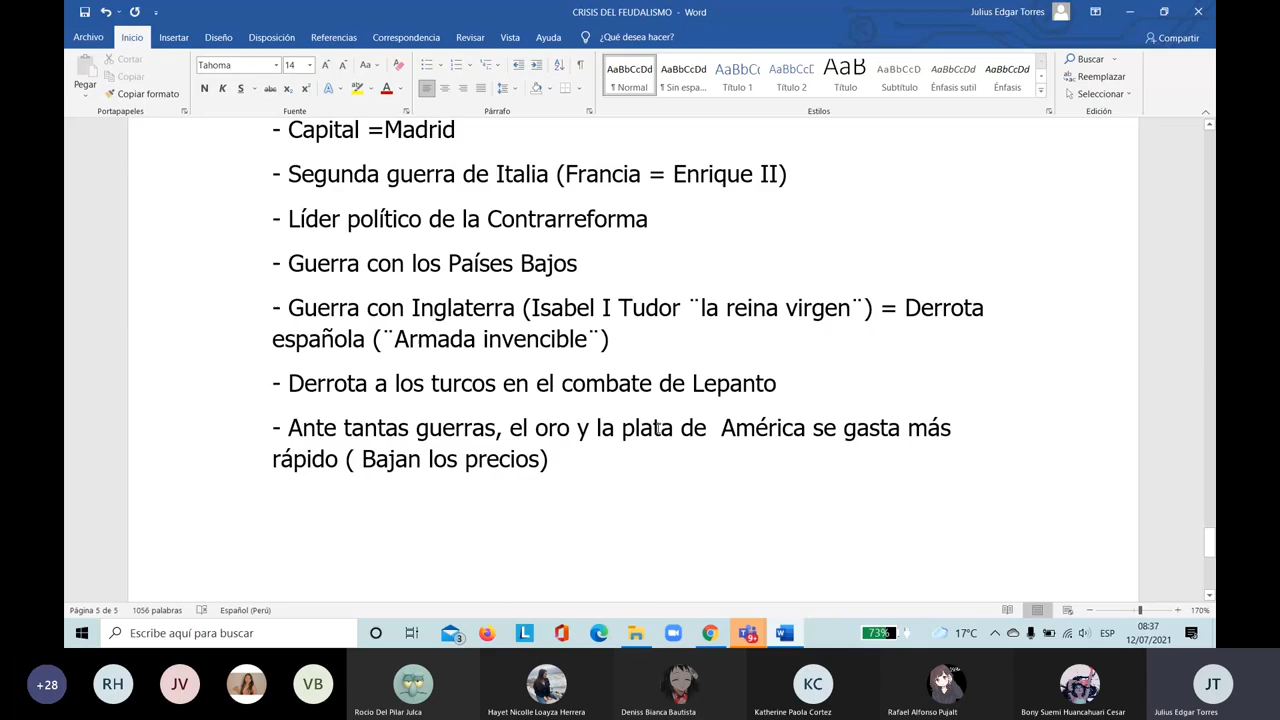 CRISIS DEL FEUDALISMO - Word
Julius Edgar Torres
Archivo Inicio Insertar Diseño Disposición Referencias Correspondencia Revisar Vista Ayuda ¿Qué desea hacer? Compartir
Pegar
Cortar
Copiar
Copiar formato
Portapapeles
Tahoma 14
N K S abc x₂ x²
Fuente
Párrafo
AaBbCcDd ¶ Normal
AaBbCcDd ¶ Sin espa...
AaBbCc Título 1
AaBbCcC Título 2
AaB Título
AaBbCcD Subtítulo
AaBbCcDd Énfasis sutil
AaBbCcDd Énfasis
Estilos
Buscar
Reemplazar
Seleccionar
Edición
- Capital =Madrid
- Segunda guerra de Italia (Francia = Enrique II)
- Líder político de la Contrarreforma
- Guerra con los Países Bajos
- Guerra con Inglaterra (Isabel I Tudor ¨la reina virgen¨) = Derrota
española (¨Armada invencible¨)
- Derrota a los turcos en el combate de Lepanto
- Ante tantas guerras, el oro y la plata de  América se gasta más
rápido ( Bajan los precios)
Página 5 de 5 1056 palabras Español (Perú) 170%
Escribe aquí para buscar
3
9+
73%
17°C
ESP
08:37
12/07/2021
+28
RH
JV
VB
Rocio Del Pilar Julca
Hayet Nicolle Loayza Herrera
Deniss Bianca Bautista
KC
Katherine Paola Cortez
Rafael Alfonso Pujalt
Bony Suemi Huancahuari Cesar
JT
Julius Edgar Torres